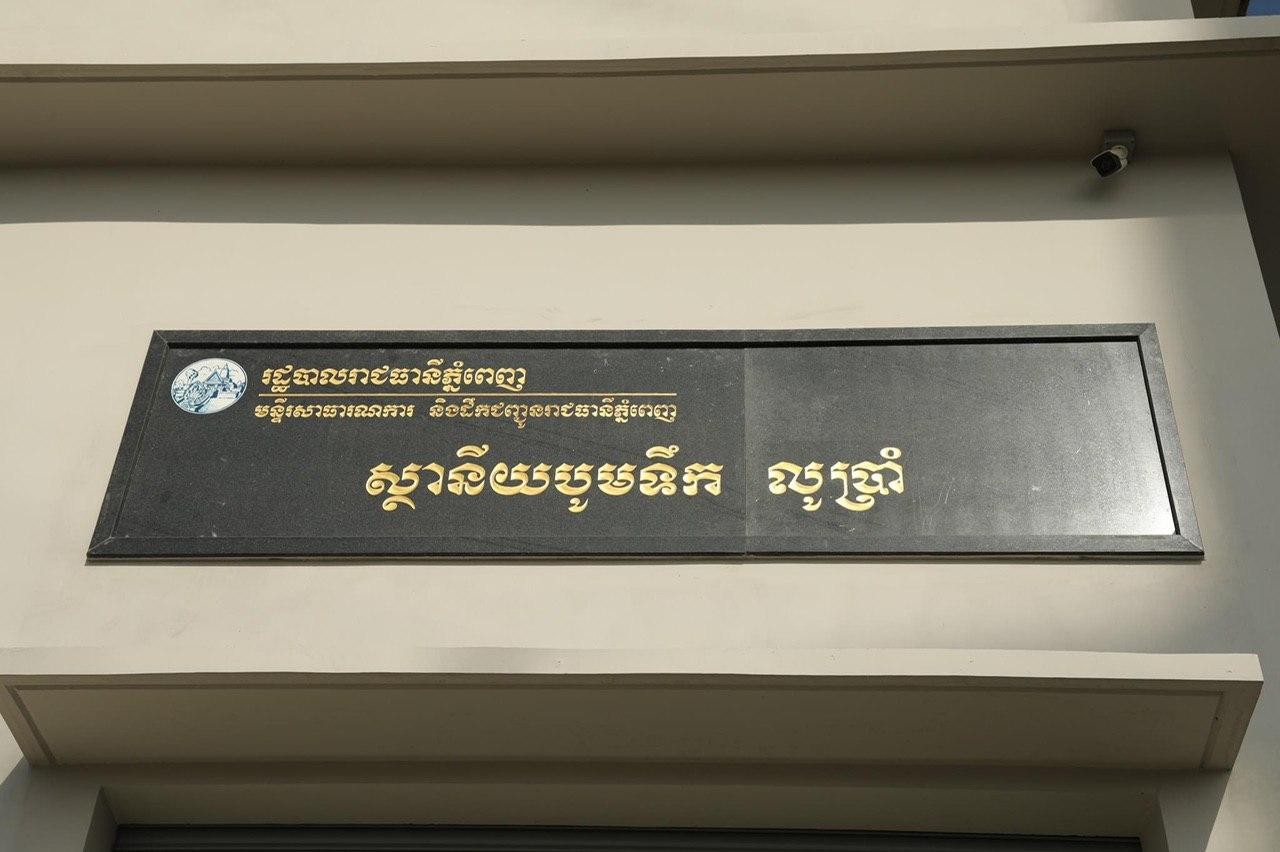 រដ្ឋបាលរាជធានីភ្នំពេញ
មន្ទីរសាធារណការ និងដឹកជញ្ជូនរាជធានីភ្នំពេញ
ស្ថានីយបូមទឹក លូប្រាំ